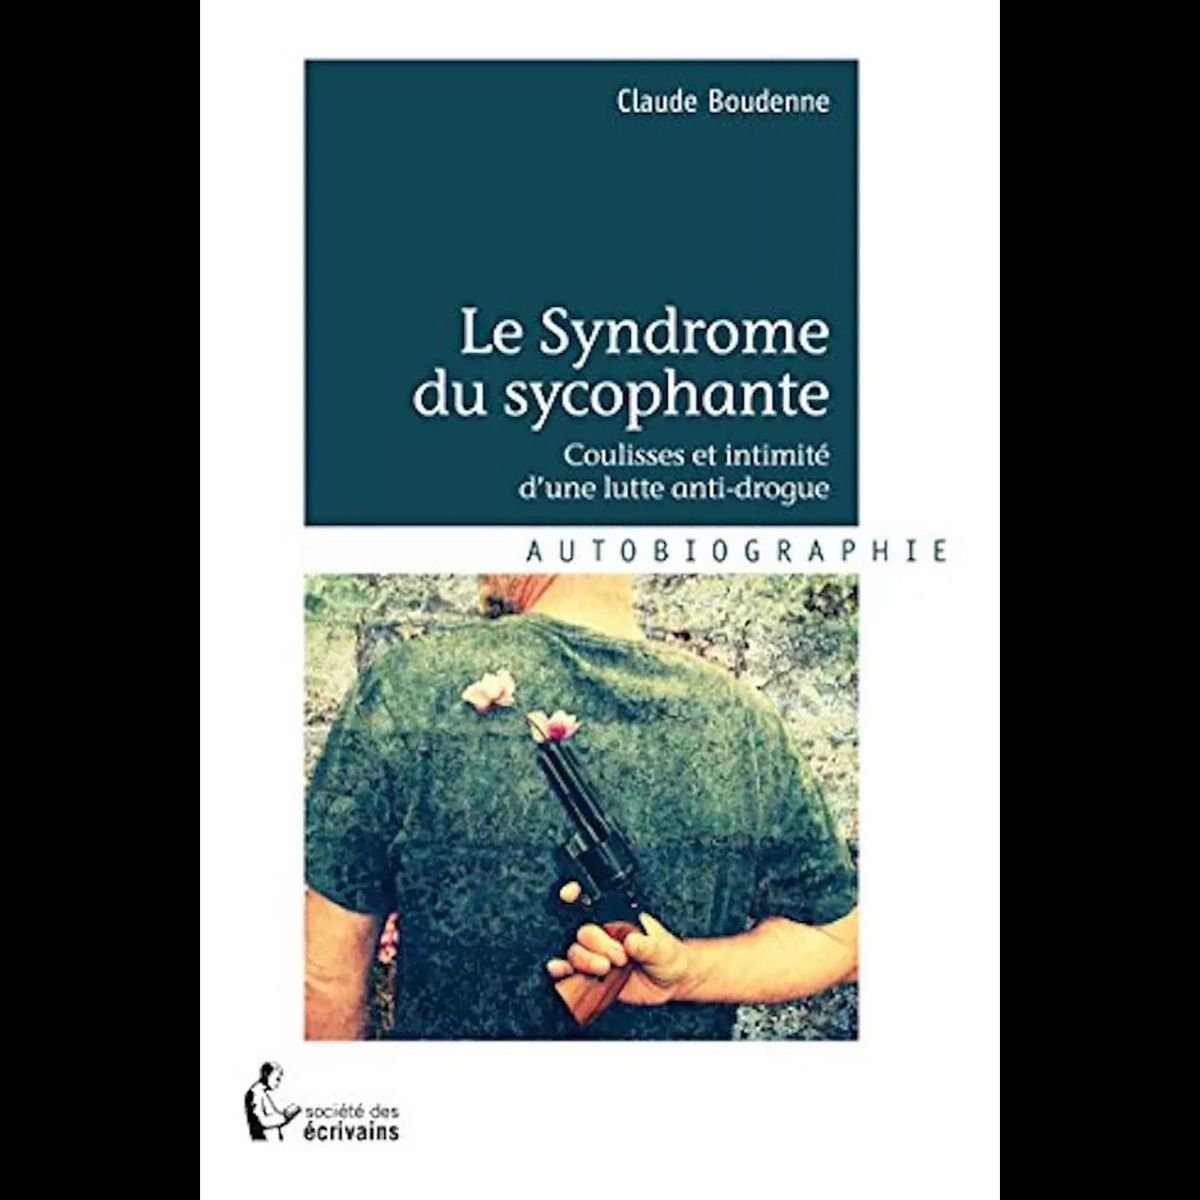 Claude Boudenne
Le Syndrome
du sycophante
Coulisses et intimité
d'une lutte anti-drogue
AUTOBIOGRAPHIE
société des
écrivains